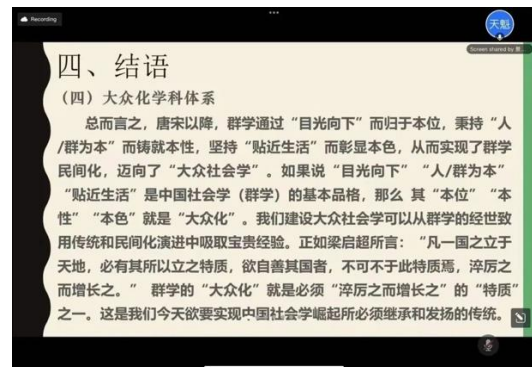 Recording
天魁
Screen shared by
四、结语
（四）大众化学科体系
总而言之，唐宋以降，群学通过“目光向下”而归于本位，秉持“人
/群为本”而铸就本性，坚持“贴近生活”而彰显本色，从而实现了群学
民间化，迈向了“大众社会学”。如果说“目光向下”“人/群为本”
“贴近生活”是中国社会学（群学）的基本品格，那么 其“本位”“本
性”“本色”就是“大众化”。我们建设大众社会学可以从群学的经世致
用传统和民间化演进中吸取宝贵经验。正如梁启超所言：“凡一国之立于
天地，必有其所以立之特质，欲自善其国者，不可不于此特质焉，淬厉之
而增长之。” 群学的“大众化”就是必须“淬厉之而增长之”的“特质”
之一。这是我们今天欲要实现中国社会学崛起所必须继承和发扬的传统。